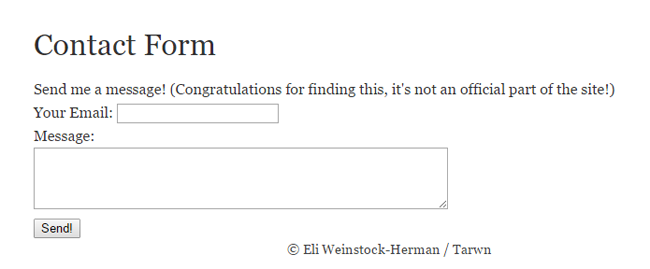 Contact Form
Send me a message! (Congratulations for finding this, it's not an official part of the site!)
Your Email:
Message:
Send!
© Eli Weinstock-Herman / Tarwn